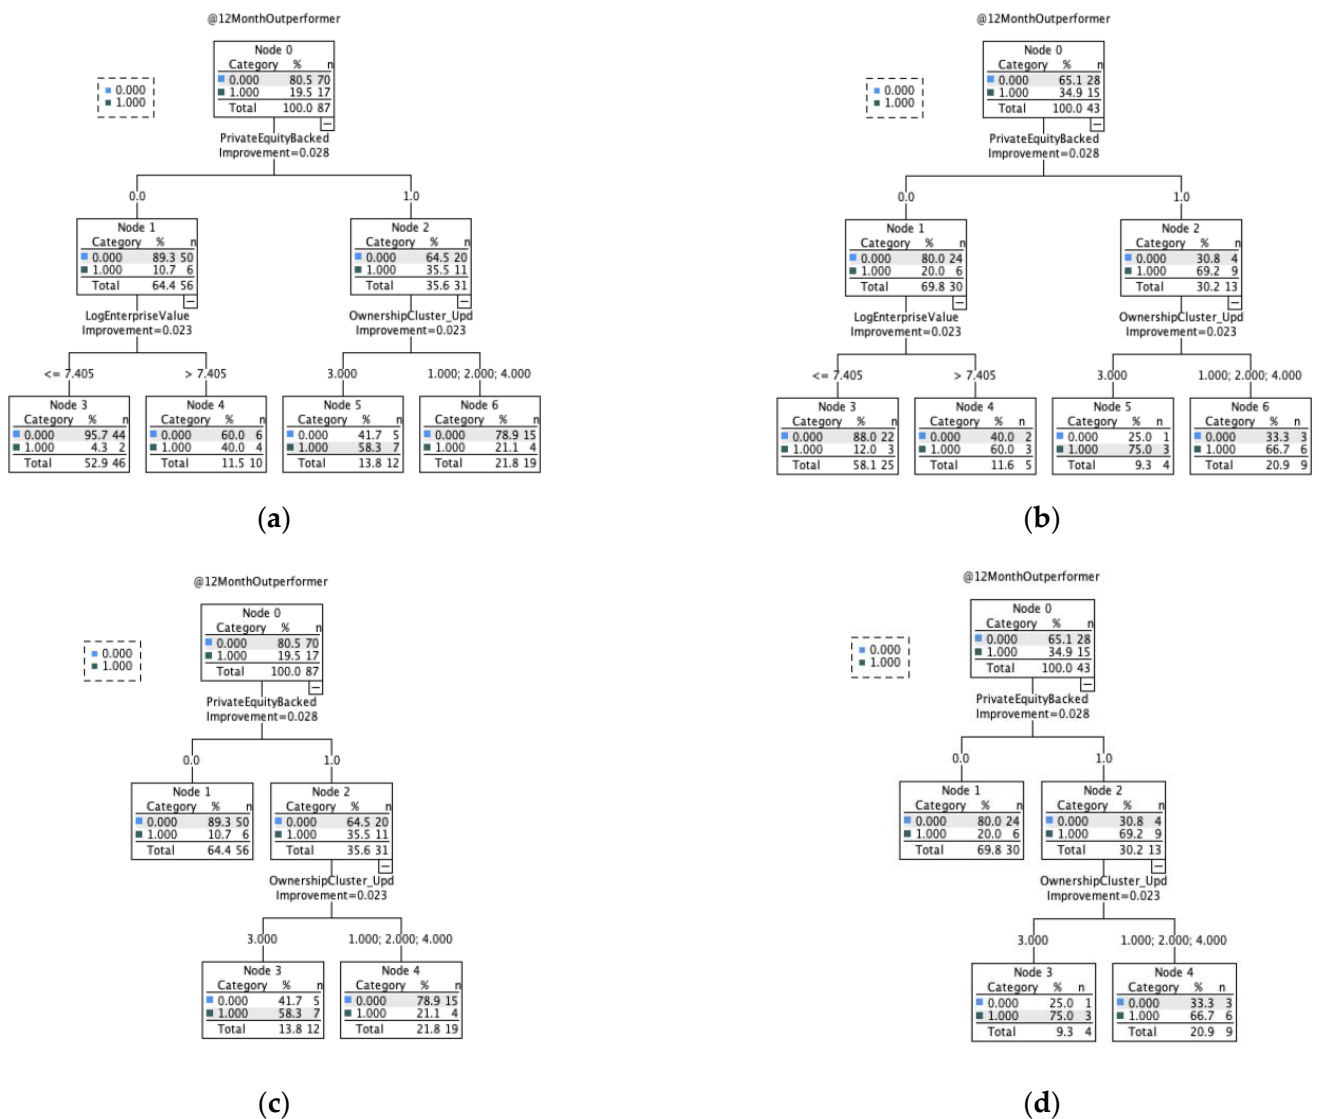 @12MonthOutperformer
Node 0
Category % n
0.000 80.5 70
1.000 19.5 17
Total 100.0 87
0.000
1.000
PrivateEquityBacked
Improvement=0.028
0.0
1.0
Node 1
Category % n
0.000 89.3 50
1.000 10.7 6
Total 64.4 56
Node 2
Category % n
0.000 64.5 20
1.000 35.5 11
Total 35.6 31
LogEnterpriseValue
Improvement=0.023
OwnershipCluster_Upd
Improvement=0.023
<= 7.405
> 7.405
3.000
1.000; 2.000; 4.000
Node 3
Category % n
0.000 95.7 44
1.000 4.3 2
Total 52.9 46
Node 4
Category % n
0.000 60.0 6
1.000 40.0 4
Total 11.5 10
Node 5
Category % n
0.000 41.7 5
1.000 58.3 7
Total 13.8 12
Node 6
Category % n
0.000 78.9 15
1.000 21.1 4
Total 21.8 19
(a)
@12MonthOutperformer
Node 0
Category % n
0.000 65.1 28
1.000 34.9 15
Total 100.0 43
0.000
1.000
PrivateEquityBacked
Improvement=0.028
0.0
1.0
Node 1
Category % n
0.000 80.0 24
1.000 20.0 6
Total 69.8 30
Node 2
Category % n
0.000 30.8 4
1.000 69.2 9
Total 30.2 13
LogEnterpriseValue
Improvement=0.023
OwnershipCluster_Upd
Improvement=0.023
<= 7.405
> 7.405
3.000
1.000; 2.000; 4.000
Node 3
Category % n
0.000 88.0 22
1.000 12.0 3
Total 58.1 25
Node 4
Category % n
0.000 40.0 2
1.000 60.0 3
Total 11.6 5
Node 5
Category % n
0.000 25.0 1
1.000 75.0 3
Total 9.3 4
Node 6
Category % n
0.000 33.3 3
1.000 66.7 6
Total 20.9 9
(b)
@12MonthOutperformer
Node 0
Category % n
0.000 80.5 70
1.000 19.5 17
Total 100.0 87
0.000
1.000
PrivateEquityBacked
Improvement=0.028
0.0
1.0
Node 1
Category % n
0.000 89.3 50
1.000 10.7 6
Total 64.4 56
Node 2
Category % n
0.000 64.5 20
1.000 35.5 11
Total 35.6 31
OwnershipCluster_Upd
Improvement=0.023
3.000
1.000; 2.000; 4.000
Node 3
Category % n
0.000 41.7 5
1.000 58.3 7
Total 13.8 12
Node 4
Category % n
0.000 78.9 15
1.000 21.1 4
Total 21.8 19
(c)
@12MonthOutperformer
Node 0
Category % n
0.000 65.1 28
1.000 34.9 15
Total 100.0 43
0.000
1.000
PrivateEquityBacked
Improvement=0.028
0.0
1.0
Node 1
Category % n
0.000 80.0 24
1.000 20.0 6
Total 69.8 30
Node 2
Category % n
0.000 30.8 4
1.000 69.2 9
Total 30.2 13
OwnershipCluster_Upd
Improvement=0.023
3.000
1.000; 2.000; 4.000
Node 3
Category % n
0.000 25.0 1
1.000 75.0 3
Total 9.3 4
Node 4
Category % n
0.000 33.3 3
1.000 66.7 6
Total 20.9 9
(d)